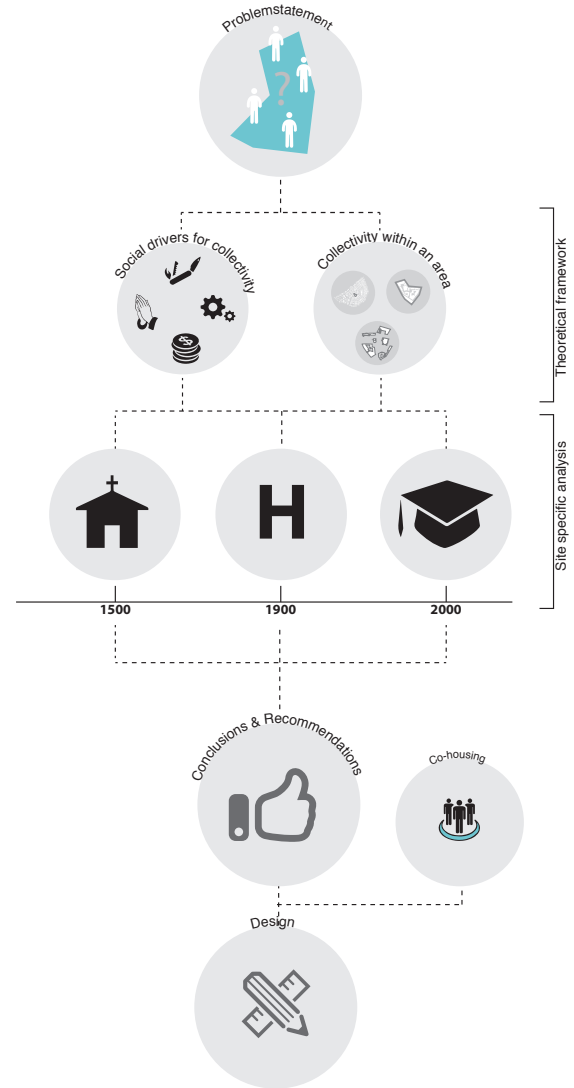 Problemstatement
?
Social drivers for collectivity
Collectivity within an area
Theoretical framework
$
H
Site specific analysis
1500
1900
2000
Conclusions & Recommendations
Co-housing
Design